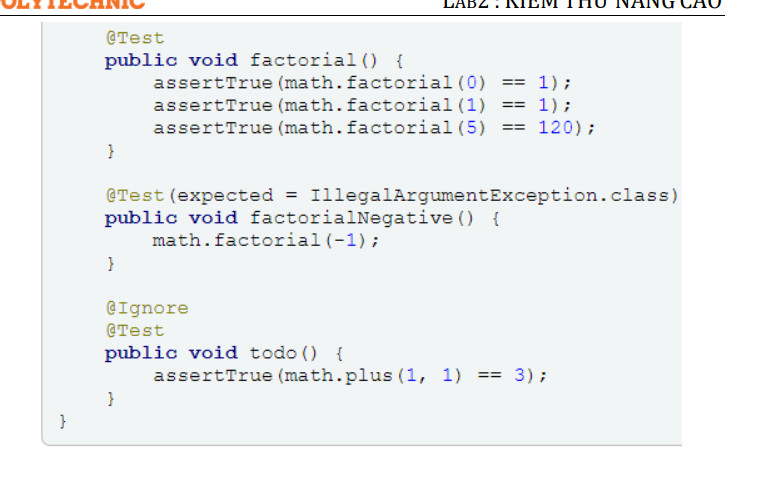 POLYTECHNIC LAB2 : KIỂM THỬ NÂNG CAO
@Test
public void factorial() {
assertTrue(math.factorial(0) == 1);
assertTrue(math.factorial(1) == 1);
assertTrue(math.factorial(5) == 120);
}
@Test(expected = IllegalArgumentException.class)
public void factorialNegative() {
math.factorial(-1);
}
@Ignore
@Test
public void todo() {
assertTrue(math.plus(1, 1) == 3);
}
}